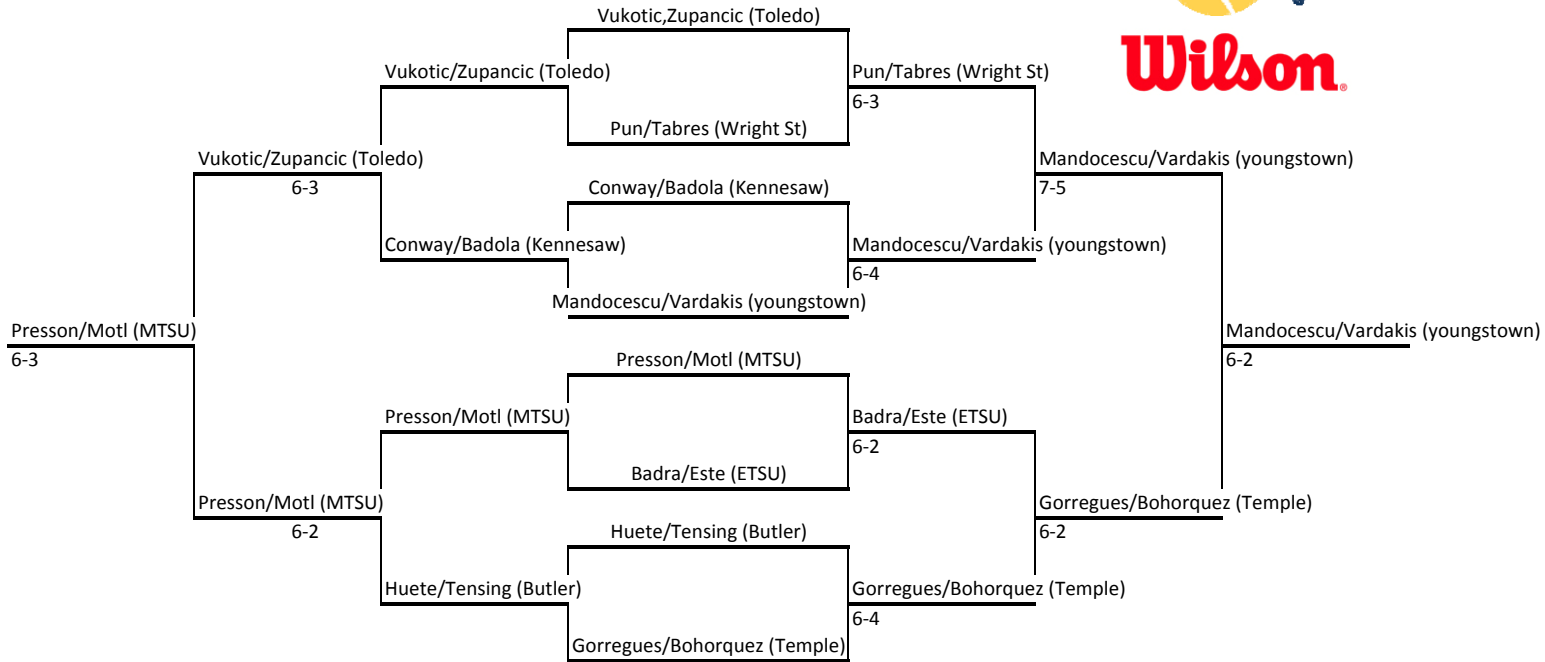 Vukotic,Zupancic (Toledo)
Wilson®
Vukotic/Zupancic (Toledo)
Pun/Tabres (Wright St)
6-3
Pun/Tabres (Wright St)
Vukotic/Zupancic (Toledo)
6-3
Mandocescu/Vardakis (youngstown)
7-5
Conway/Badola (Kennesaw)
Conway/Badola (Kennesaw)
Mandocescu/Vardakis (youngstown)
6-4
Mandocescu/Vardakis (youngstown)
Presson/Motl (MTSU)
6-3
Mandocescu/Vardakis (youngstown)
6-2
Presson/Motl (MTSU)
Presson/Motl (MTSU)
Badra/Este (ETSU)
6-2
Badra/Este (ETSU)
Presson/Motl (MTSU)
6-2
Gorregues/Bohorquez (Temple)
6-2
Huete/Tensing (Butler)
Huete/Tensing (Butler)
Gorregues/Bohorquez (Temple)
6-4
Gorregues/Bohorquez (Temple)